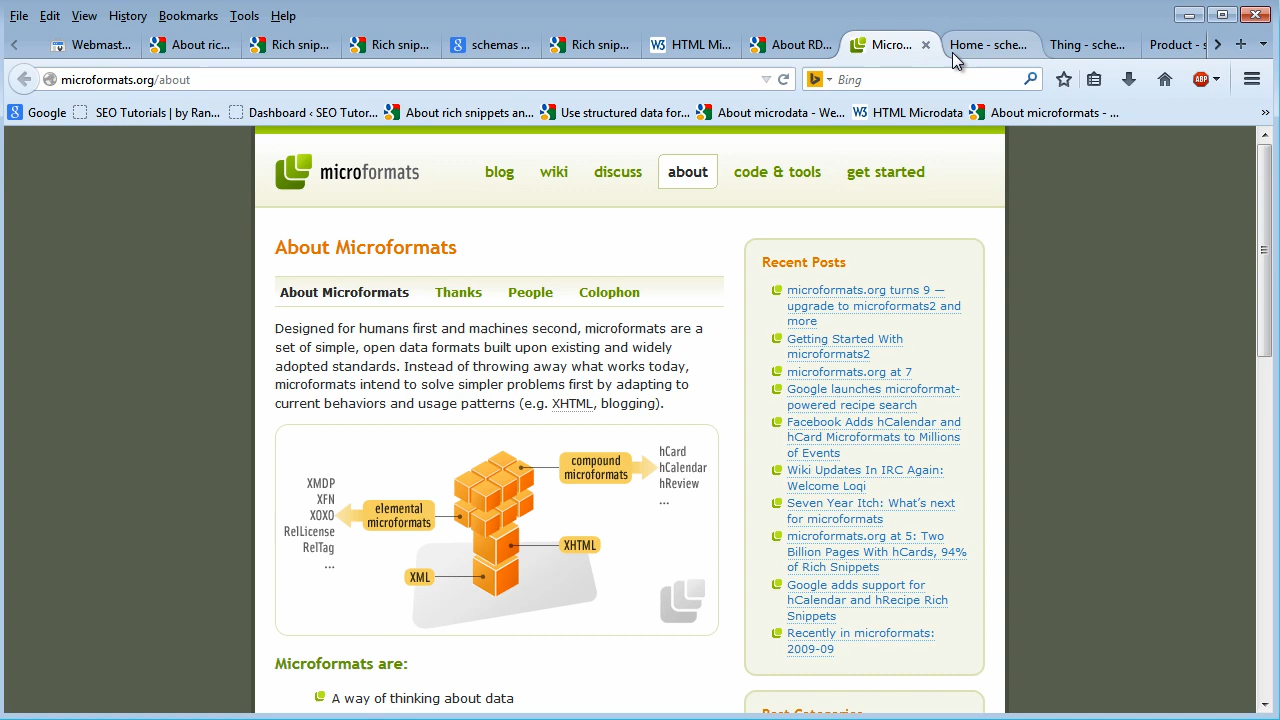 File Edit View History Bookmarks Tools Help
Webmast... About ric... Rich snip... Rich snip... schemas ... Rich snip... HTML Mi... About RD... Micro... Home - sche... Thing - sche... Product - s
microformats.org/about Bing ABP
Google SEO Tutorials | by Ran... Dashboard ‹ SEO Tutor... About rich snippets an... Use structured data for... About microdata - We... HTML Microdata About microformats - ...
microformats blog wiki discuss about code & tools get started
About Microformats
About Microformats Thanks People Colophon
Designed for humans first and machines second, microformats are a
set of simple, open data formats built upon existing and widely
adopted standards. Instead of throwing away what works today,
microformats intend to solve simpler problems first by adapting to
current behaviors and usage patterns (e.g. XHTML, blogging).
XMDP
XFN
XOXO
RelLicense
RelTag
...
elemental
microformats
compound
microformats
hCard
hCalendar
hReview
...
XHTML
XML
Microformats are:
A way of thinking about data
Recent Posts
microformats.org turns 9 —
upgrade to microformats2 and
more
Getting Started With
microformats2
microformats.org at 7
Google launches microformat-
powered recipe search
Facebook Adds hCalendar and
hCard Microformats to Millions
of Events
Wiki Updates In IRC Again:
Welcome Loqi
Seven Year Itch: What's next
for microformats
microformats.org at 5: Two
Billion Pages With hCards, 94%
of Rich Snippets
Google adds support for
hCalendar and hRecipe Rich
Snippets
Recently in microformats:
2009-09